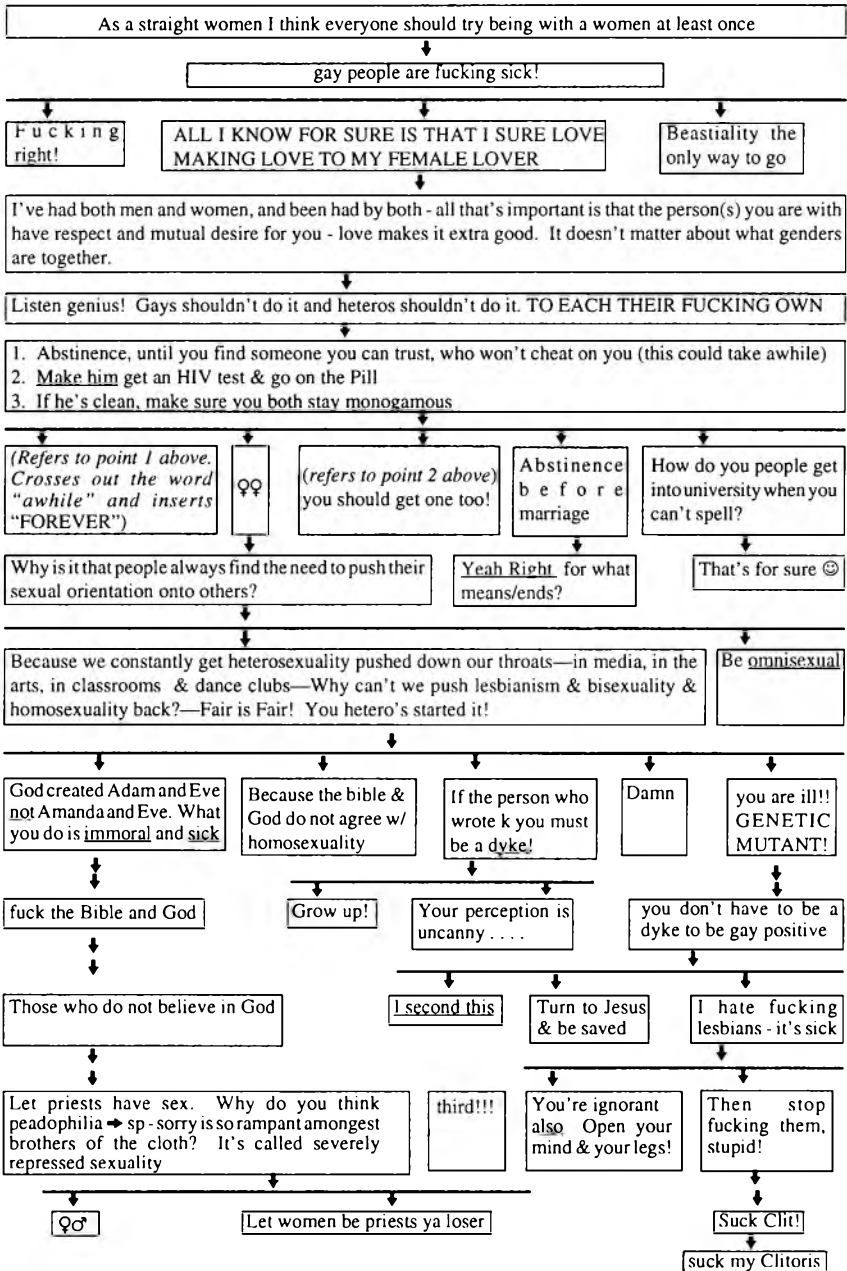 As a straight women I think everyone should try being with a women at least once
gay people are fucking sick!
Fucking
right!
ALL I KNOW FOR SURE IS THAT I SURE LOVE
MAKING LOVE TO MY FEMALE LOVER
Beastiality the
only way to go
I've had both men and women, and been had by both - all that's important is that the person(s) you are with
have respect and mutual desire for you - love makes it extra good. It doesn't matter about what genders
are together.
Listen genius! Gays shouldn't do it and heteros shouldn't do it. TO EACH THEIR FUCKING OWN
1. Abstinence, until you find someone you can trust, who won't cheat on you (this could take awhile)
2. Make him get an HIV test & go on the Pill
3. If he's clean, make sure you both stay monogamous
(Refers to point 1 above.
Crosses out the word
"awhile" and inserts
"FOREVER")
♀♀
(refers to point 2 above)
you should get one too!
Abstinence
before
marriage
How do you people get
into university when you
can't spell?
Why is it that people always find the need to push their
sexual orientation onto others?
Yeah Right for what
means/ends?
That's for sure ☺
Because we constantly get heterosexuality pushed down our throats—in media, in the
arts, in classrooms & dance clubs—Why can't we push lesbianism & bisexuality &
homosexuality back?—Fair is Fair! You hetero's started it!
Be omnisexual
God created Adam and Eve
not Amanda and Eve. What
you do is immoral and sick
Because the bible &
God do not agree w/
homosexuality
If the person who
wrote k you must
be a dyke!
Damn
you are ill!!
GENETIC
MUTANT!
fuck the Bible and God
Grow up!
Your perception is
uncanny . . . .
you don't have to be a
dyke to be gay positive
Those who do not believe in God
I second this
Turn to Jesus
& be saved
I hate fucking
lesbians - it's sick
Let priests have sex. Why do you think
peadophilia ➔ sp - sorry is so rampant amongest
brothers of the cloth? It's called severely
repressed sexuality
third!!!
You're ignorant
also Open your
mind & your legs!
Then stop
fucking them,
stupid!
♀♂
Let women be priests ya loser
Suck Clit!
suck my Clitoris